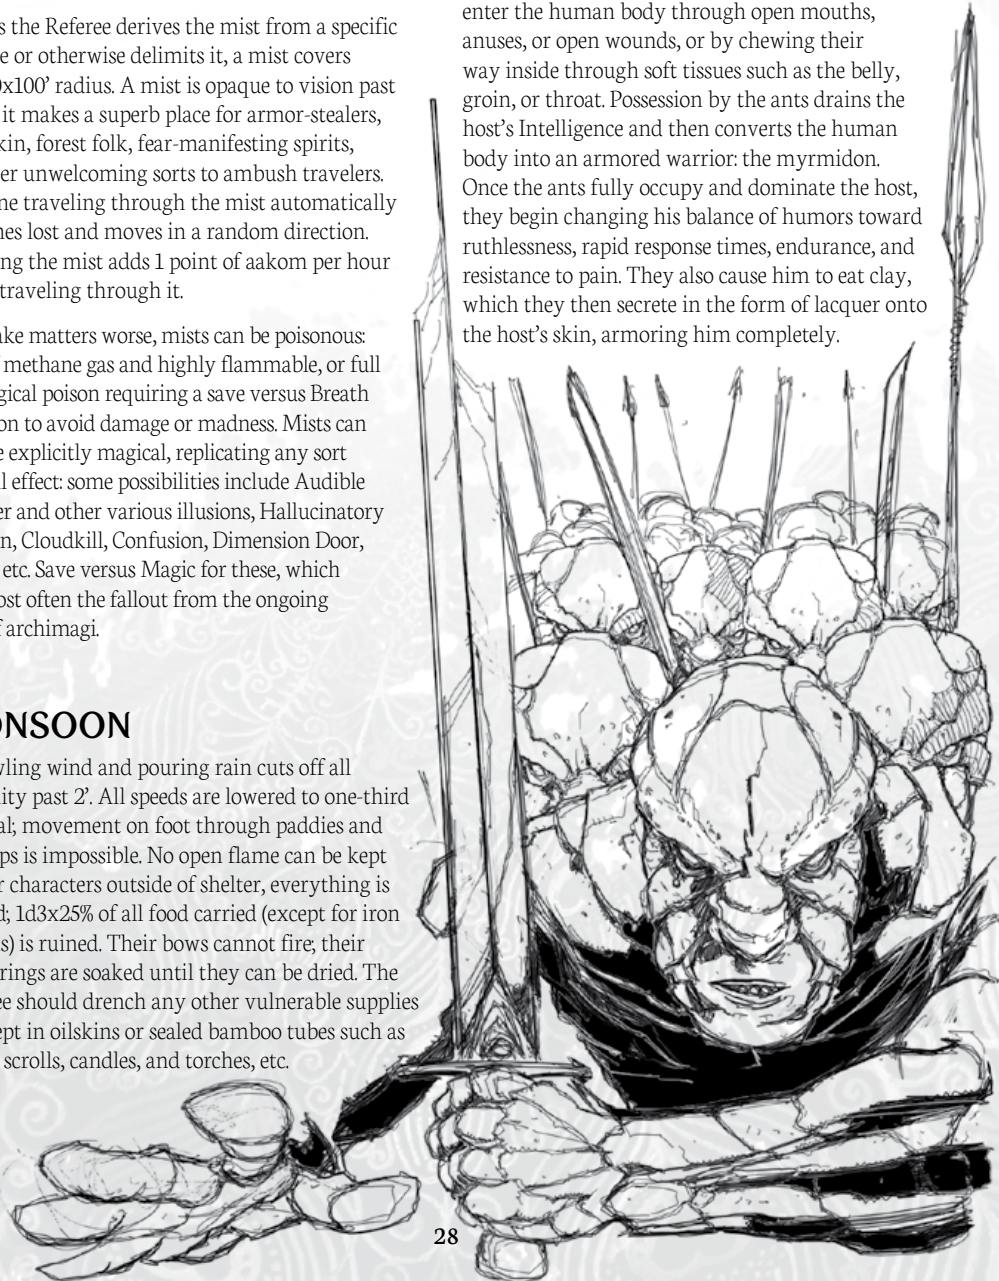 s the Referee derives the mist from a specific
e or otherwise delimits it, a mist covers
0x100’ radius. A mist is opaque to vision past
it makes a superb place for armor-stealers,
kin, forest folk, fear-manifesting spirits,
er unwelcoming sorts to ambush travelers.
ne traveling through the mist automatically
nes lost and moves in a random direction.
ng the mist adds 1 point of aakom per hour
traveling through it.
ake matters worse, mists can be poisonous:
methane gas and highly flammable, or full
gical poison requiring a save versus Breath
on to avoid damage or madness. Mists can
e explicitly magical, replicating any sort
l effect: some possibilities include Audible
er and other various illusions, Hallucinatory
n, Cloudkill, Confusion, Dimension Door,
etc. Save versus Magic for these, which
ost often the fallout from the ongoing
f archimagi.
ONSOON
wling wind and pouring rain cuts off all
lity past 2’. All speeds are lowered to one-third
al; movement on foot through paddies and
ps is impossible. No open flame can be kept
r characters outside of shelter, everything is
d; 1d3x25% of all food carried (except for iron
s) is ruined. Their bows cannot fire; their
rings are soaked until they can be dried. The
ee should drench any other vulnerable supplies
ept in oilskins or sealed bamboo tubes such as
scrolls, candles, and torches, etc.
enter the human body through open mouths,
anuses, or open wounds, or by chewing their
way inside through soft tissues such as the belly,
groin, or throat. Possession by the ants drains the
host’s Intelligence and then converts the human
body into an armored warrior: the myrmidon.
Once the ants fully occupy and dominate the host,
they begin changing his balance of humors toward
ruthlessness, rapid response times, endurance, and
resistance to pain. They also cause him to eat clay,
which they then secrete in the form of lacquer onto
the host’s skin, armoring him completely.
28